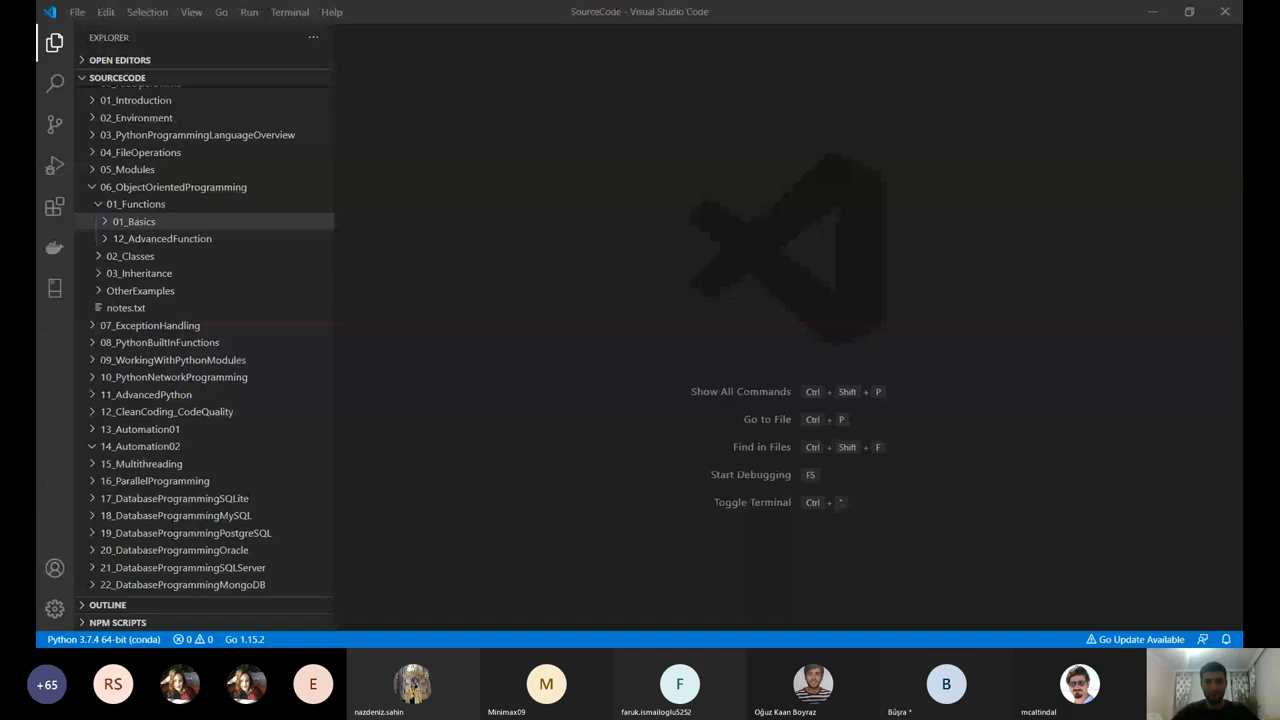 File Edit Selection View Go Run Terminal Help
SourceCode - Visual Studio Code
EXPLORER
OPEN EDITORS
SOURCECODE
01_Introduction
02_Environment
03_PythonProgrammingLanguageOverview
04_FileOperations
05_Modules
06_ObjectOrientedProgramming
01_Functions
01_Basics
12_AdvancedFunction
02_Classes
03_Inheritance
OtherExamples
notes.txt
07_ExceptionHandling
08_PythonBuiltInFunctions
09_WorkingWithPythonModules
10_PythonNetworkProgramming
11_AdvancedPython
12_CleanCoding_CodeQuality
13_Automation01
14_Automation02
15_Multithreading
16_ParallelProgramming
17_DatabaseProgrammingSQLite
18_DatabaseProgrammingMySQL
19_DatabaseProgrammingPostgreSQL
20_DatabaseProgrammingOracle
21_DatabaseProgrammingSQLServer
22_DatabaseProgrammingMongoDB
OUTLINE
NPM SCRIPTS
Show All Commands Ctrl + Shift + P
Go to File Ctrl + P
Find in Files Ctrl + Shift + F
Start Debugging F5
Toggle Terminal Ctrl + "
Python 3.7.4 64-bit (conda) 0 0 Go 1.15.2
Go Update Available
+65
RS
E
nazdeniz.sahin
M
Minimax09
F
faruk.ismailoglu5252
Oğuz Kaan Boyraz
B
Büşra *
mcaltindal